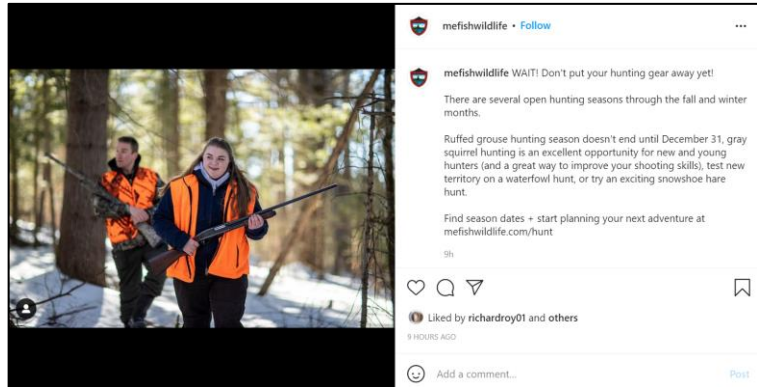 mefishwildlife • Follow
mefishwildlife WAIT! Don't put your hunting gear away yet!
There are several open hunting seasons through the fall and winter
months.
Ruffed grouse hunting season doesn't end until December 31, gray
squirrel hunting is an excellent opportunity for new and young
hunters (and a great way to improve your shooting skills), test new
territory on a waterfowl hunt, or try an exciting snowshoe hare
hunt.
Find season dates + start planning your next adventure at
mefishwildlife.com/hunt
9h
Liked by richardroy01 and others
9 HOURS AGO
Add a comment...
Post